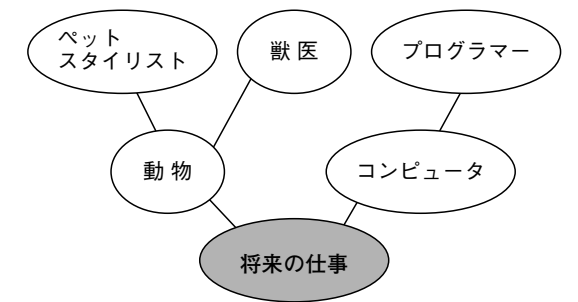 ペット
スタイリスト
獣医
プログラマー
動物
コンピュータ
将来の仕事